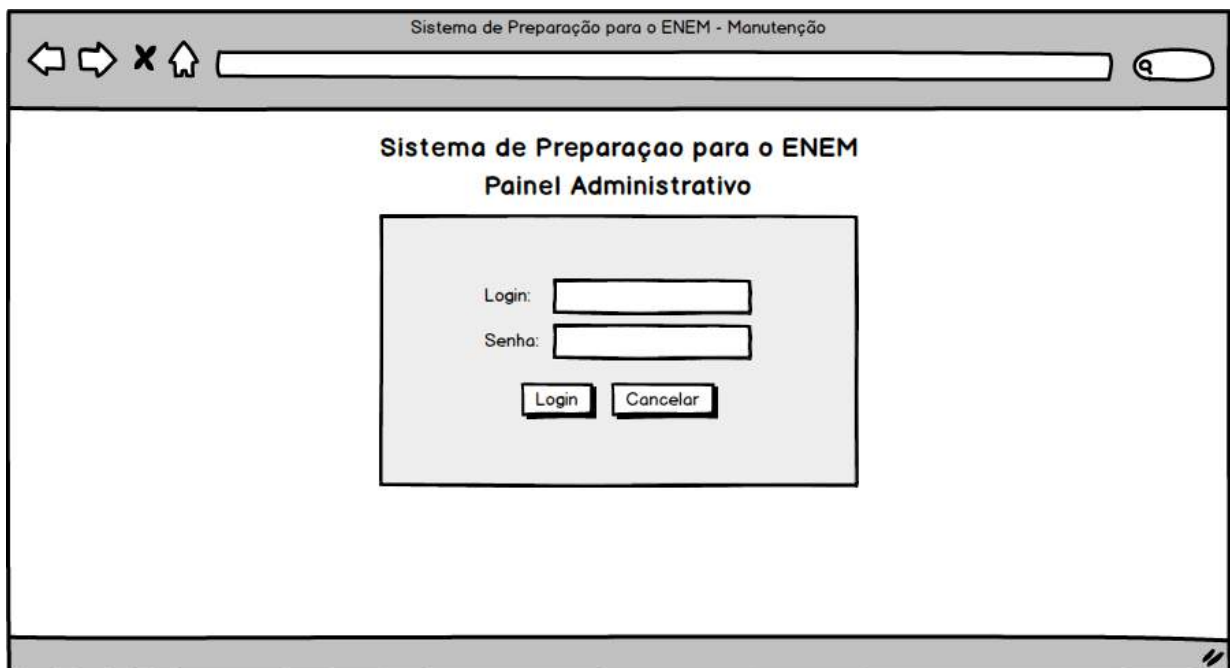 Sistema de Preparação para o ENEM - Manutenção
Sistema de Preparaçao para o ENEM
Painel Administrativo
Login:
Senha:
Login Cancelar